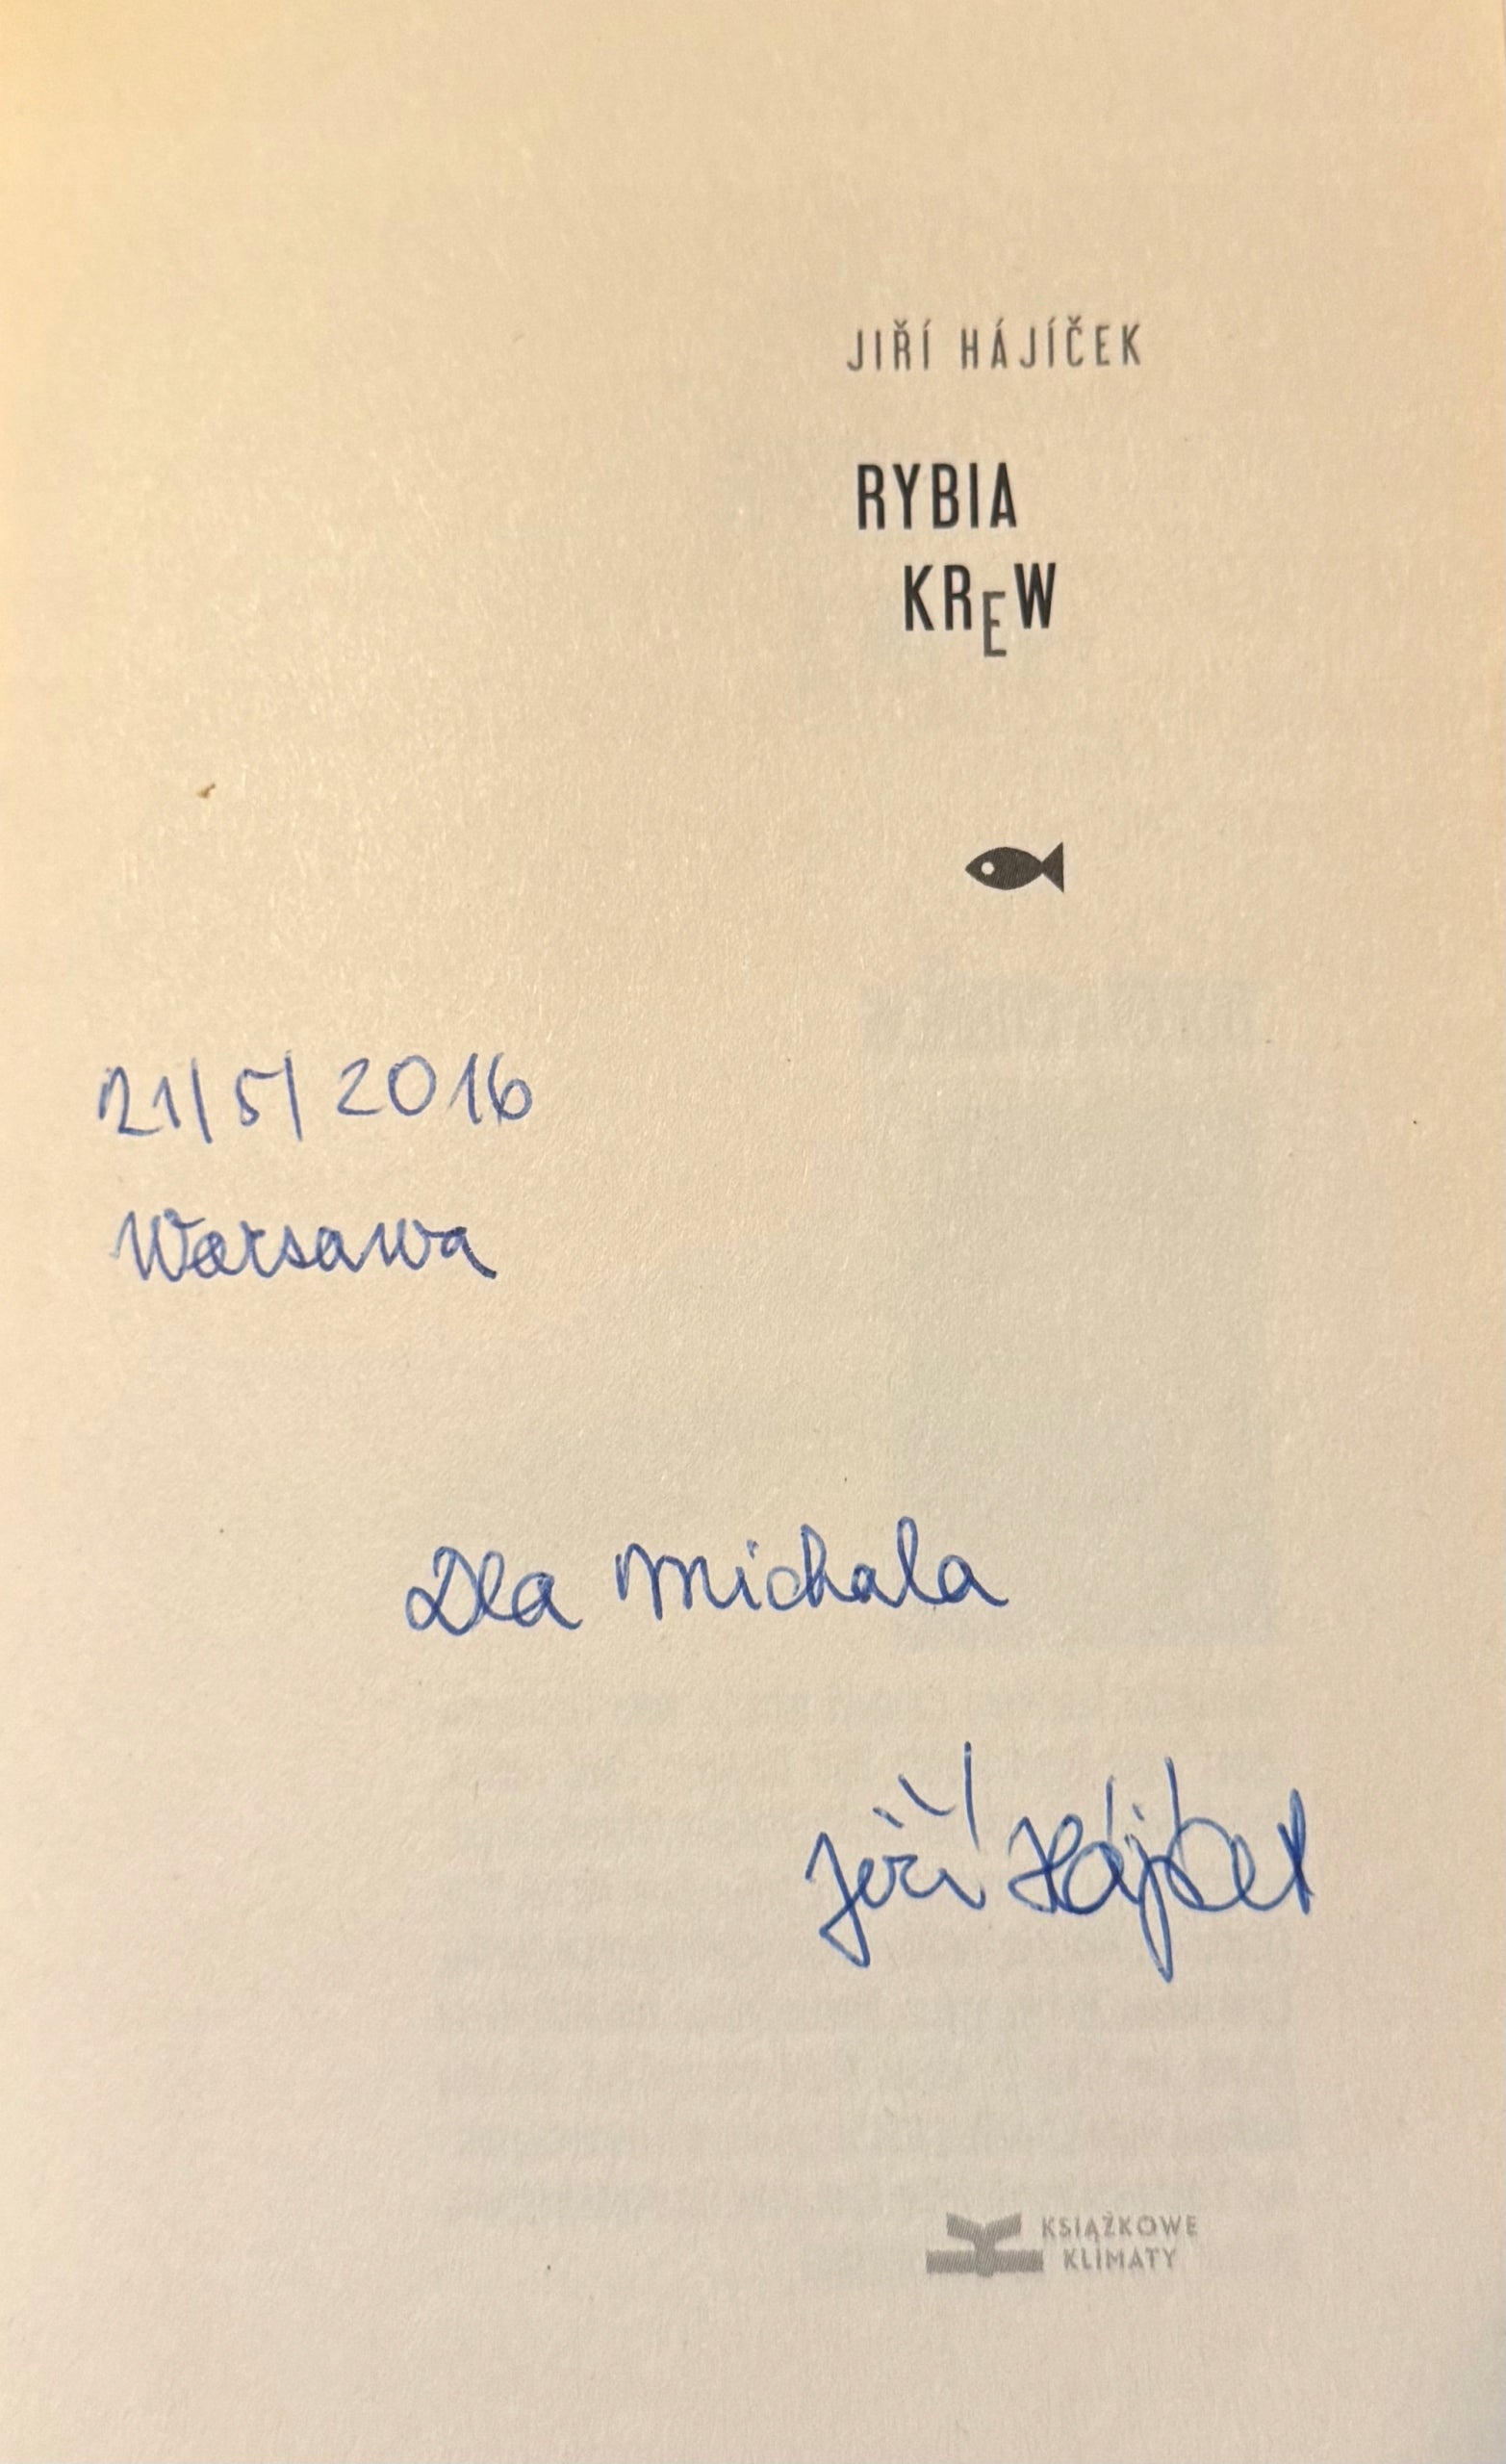 JIŘÍ HÁJÍČEK
RYBIA
KREW
21/5/2016
Warsawa
Dla Michala
Jiří Hájíček
KSIĄŻKOWE
KLIMATY